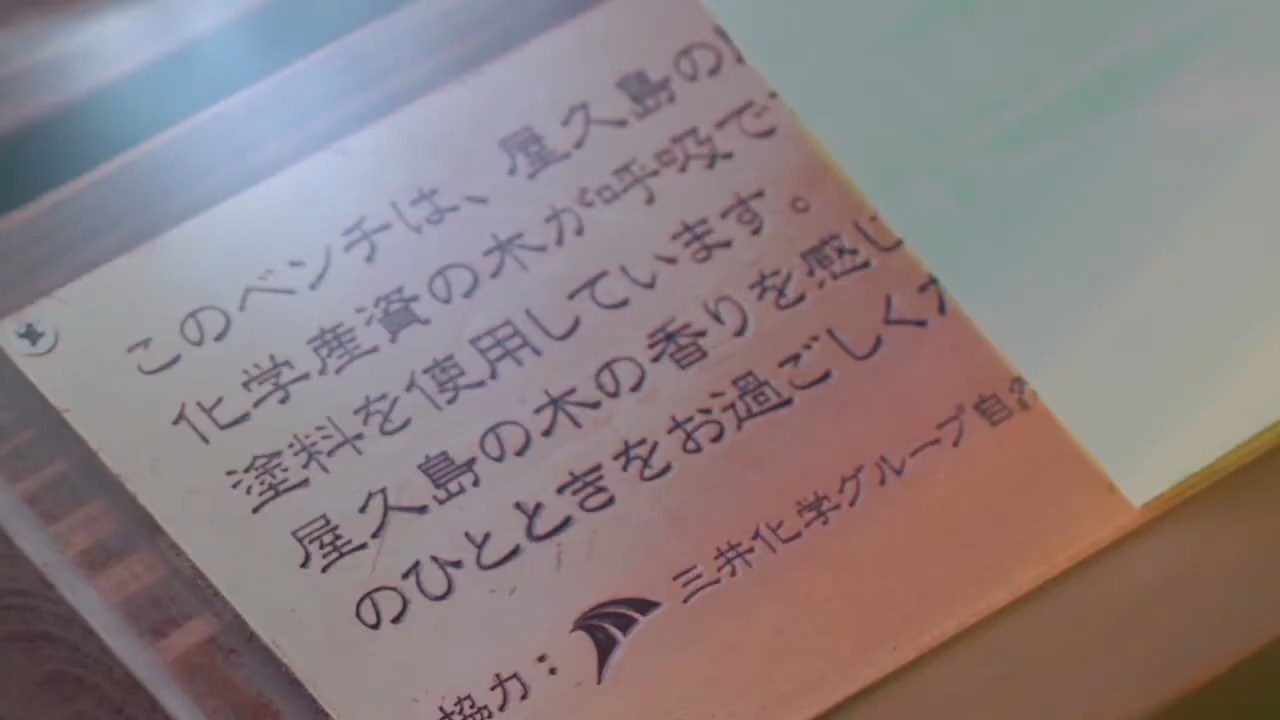 このベンチは、屋久島の
化学産資の木が呼吸で
塗料を使用しています。
屋久島の木の香りを感じ
のひとときをお過ごしくだ
協力：三井化学グループ 自